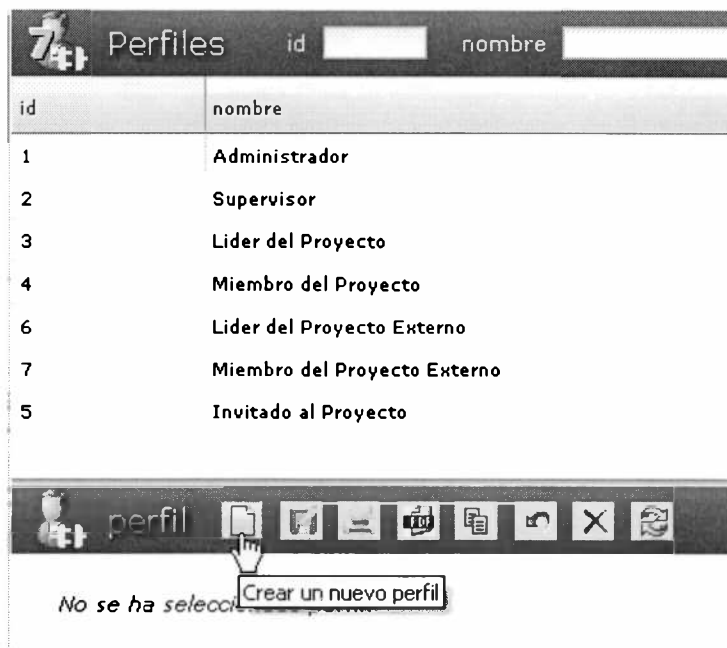 7 Perfiles id nombre
id nombre
1 Administrador
2 Supervisor
3 Lider del Proyecto
4 Miembro del Proyecto
6 Lider del Proyecto Externo
7 Miembro del Proyecto Externo
5 Invitado al Proyecto
perfil PDF
Crear un nuevo perfil
No se ha